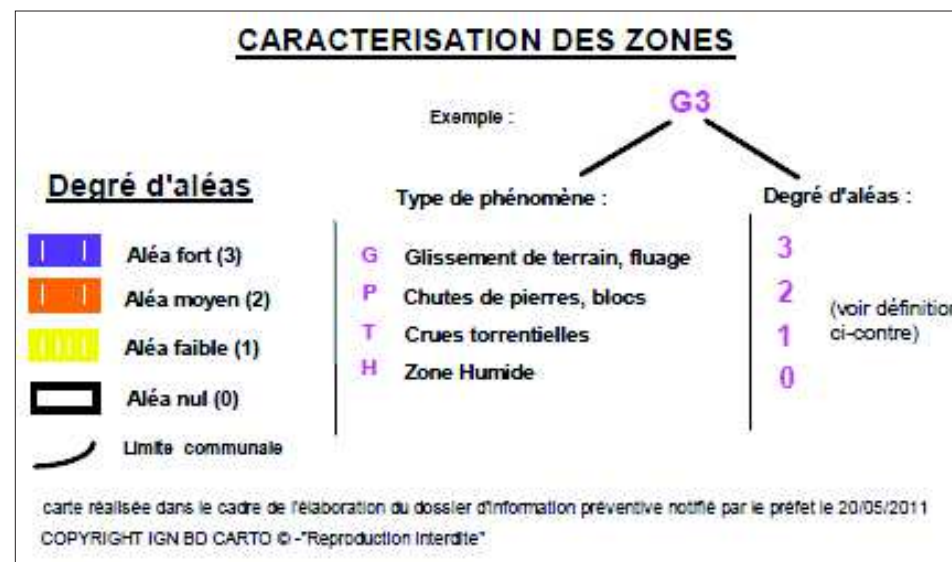 CARACTERISATION DES ZONES
Exemple :
G3
Degré d'aléas
Aléa fort (3)
Aléa moyen (2)
Aléa faible (1)
Aléa nul (0)
Limite communale
Type de phénomène :
G Glissement de terrain, fluage
P Chutes de pierres, blocs
T Crues torrentielles
H Zone Humide
Degré d'aléas :
3
2
1
0
(voir définition
ci-contre)
carte réalisée dans le cadre de l'élaboration du dossier d'information préventive notifié par le préfet le 20/05/2011
COPYRIGHT IGN BD CARTO © -"Reproduction Interdite"